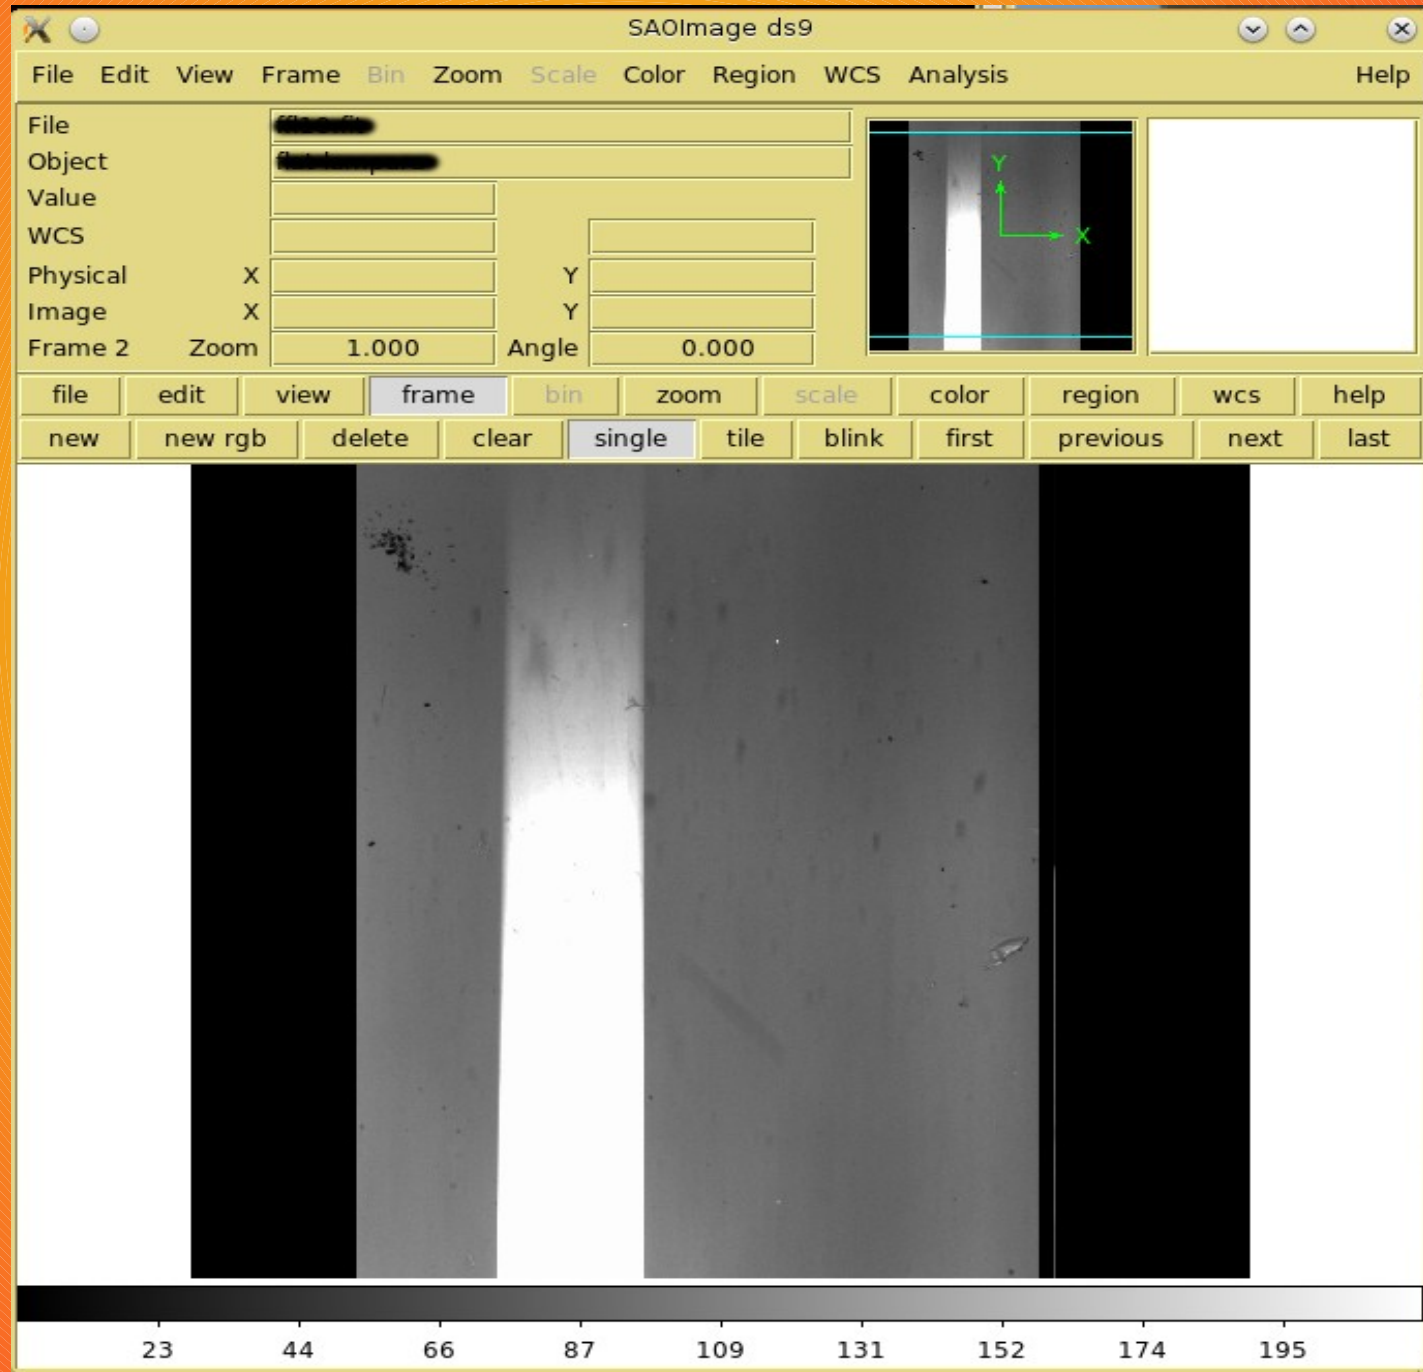 SAOImage ds9
File Edit View Frame Bin Zoom Scale Color Region WCS Analysis Help
File
Object
Value
WCS
Physical X Y
Image X Y
Frame 2 Zoom 1.000 Angle 0.000
Y
X
file edit view frame bin zoom scale color region wcs help
new new rgb delete clear single tile blink first previous next last
23 44 66 87 109 131 152 174 195